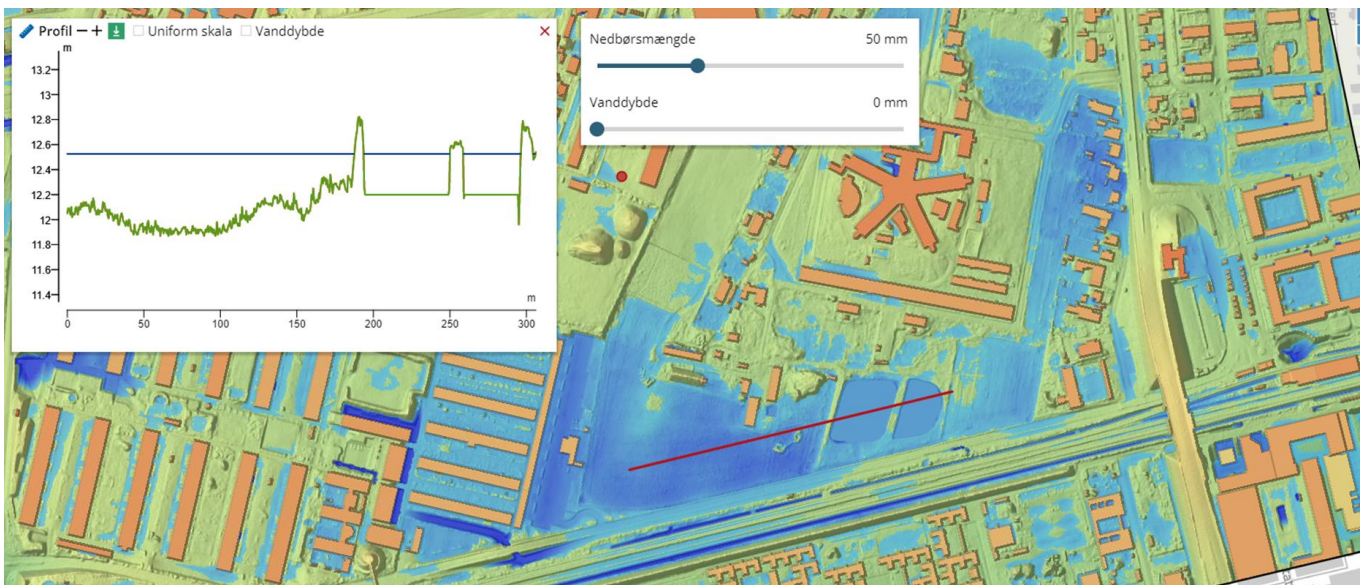 Profil − + Uniform skala Vanddybde
m
13.2
13
12.8
12.6
12.4
12.2
12
11.8
11.6
11.4
m
0 50 100 150 200 250 300
Nedbørsmængde 50 mm
Vanddybde 0 mm